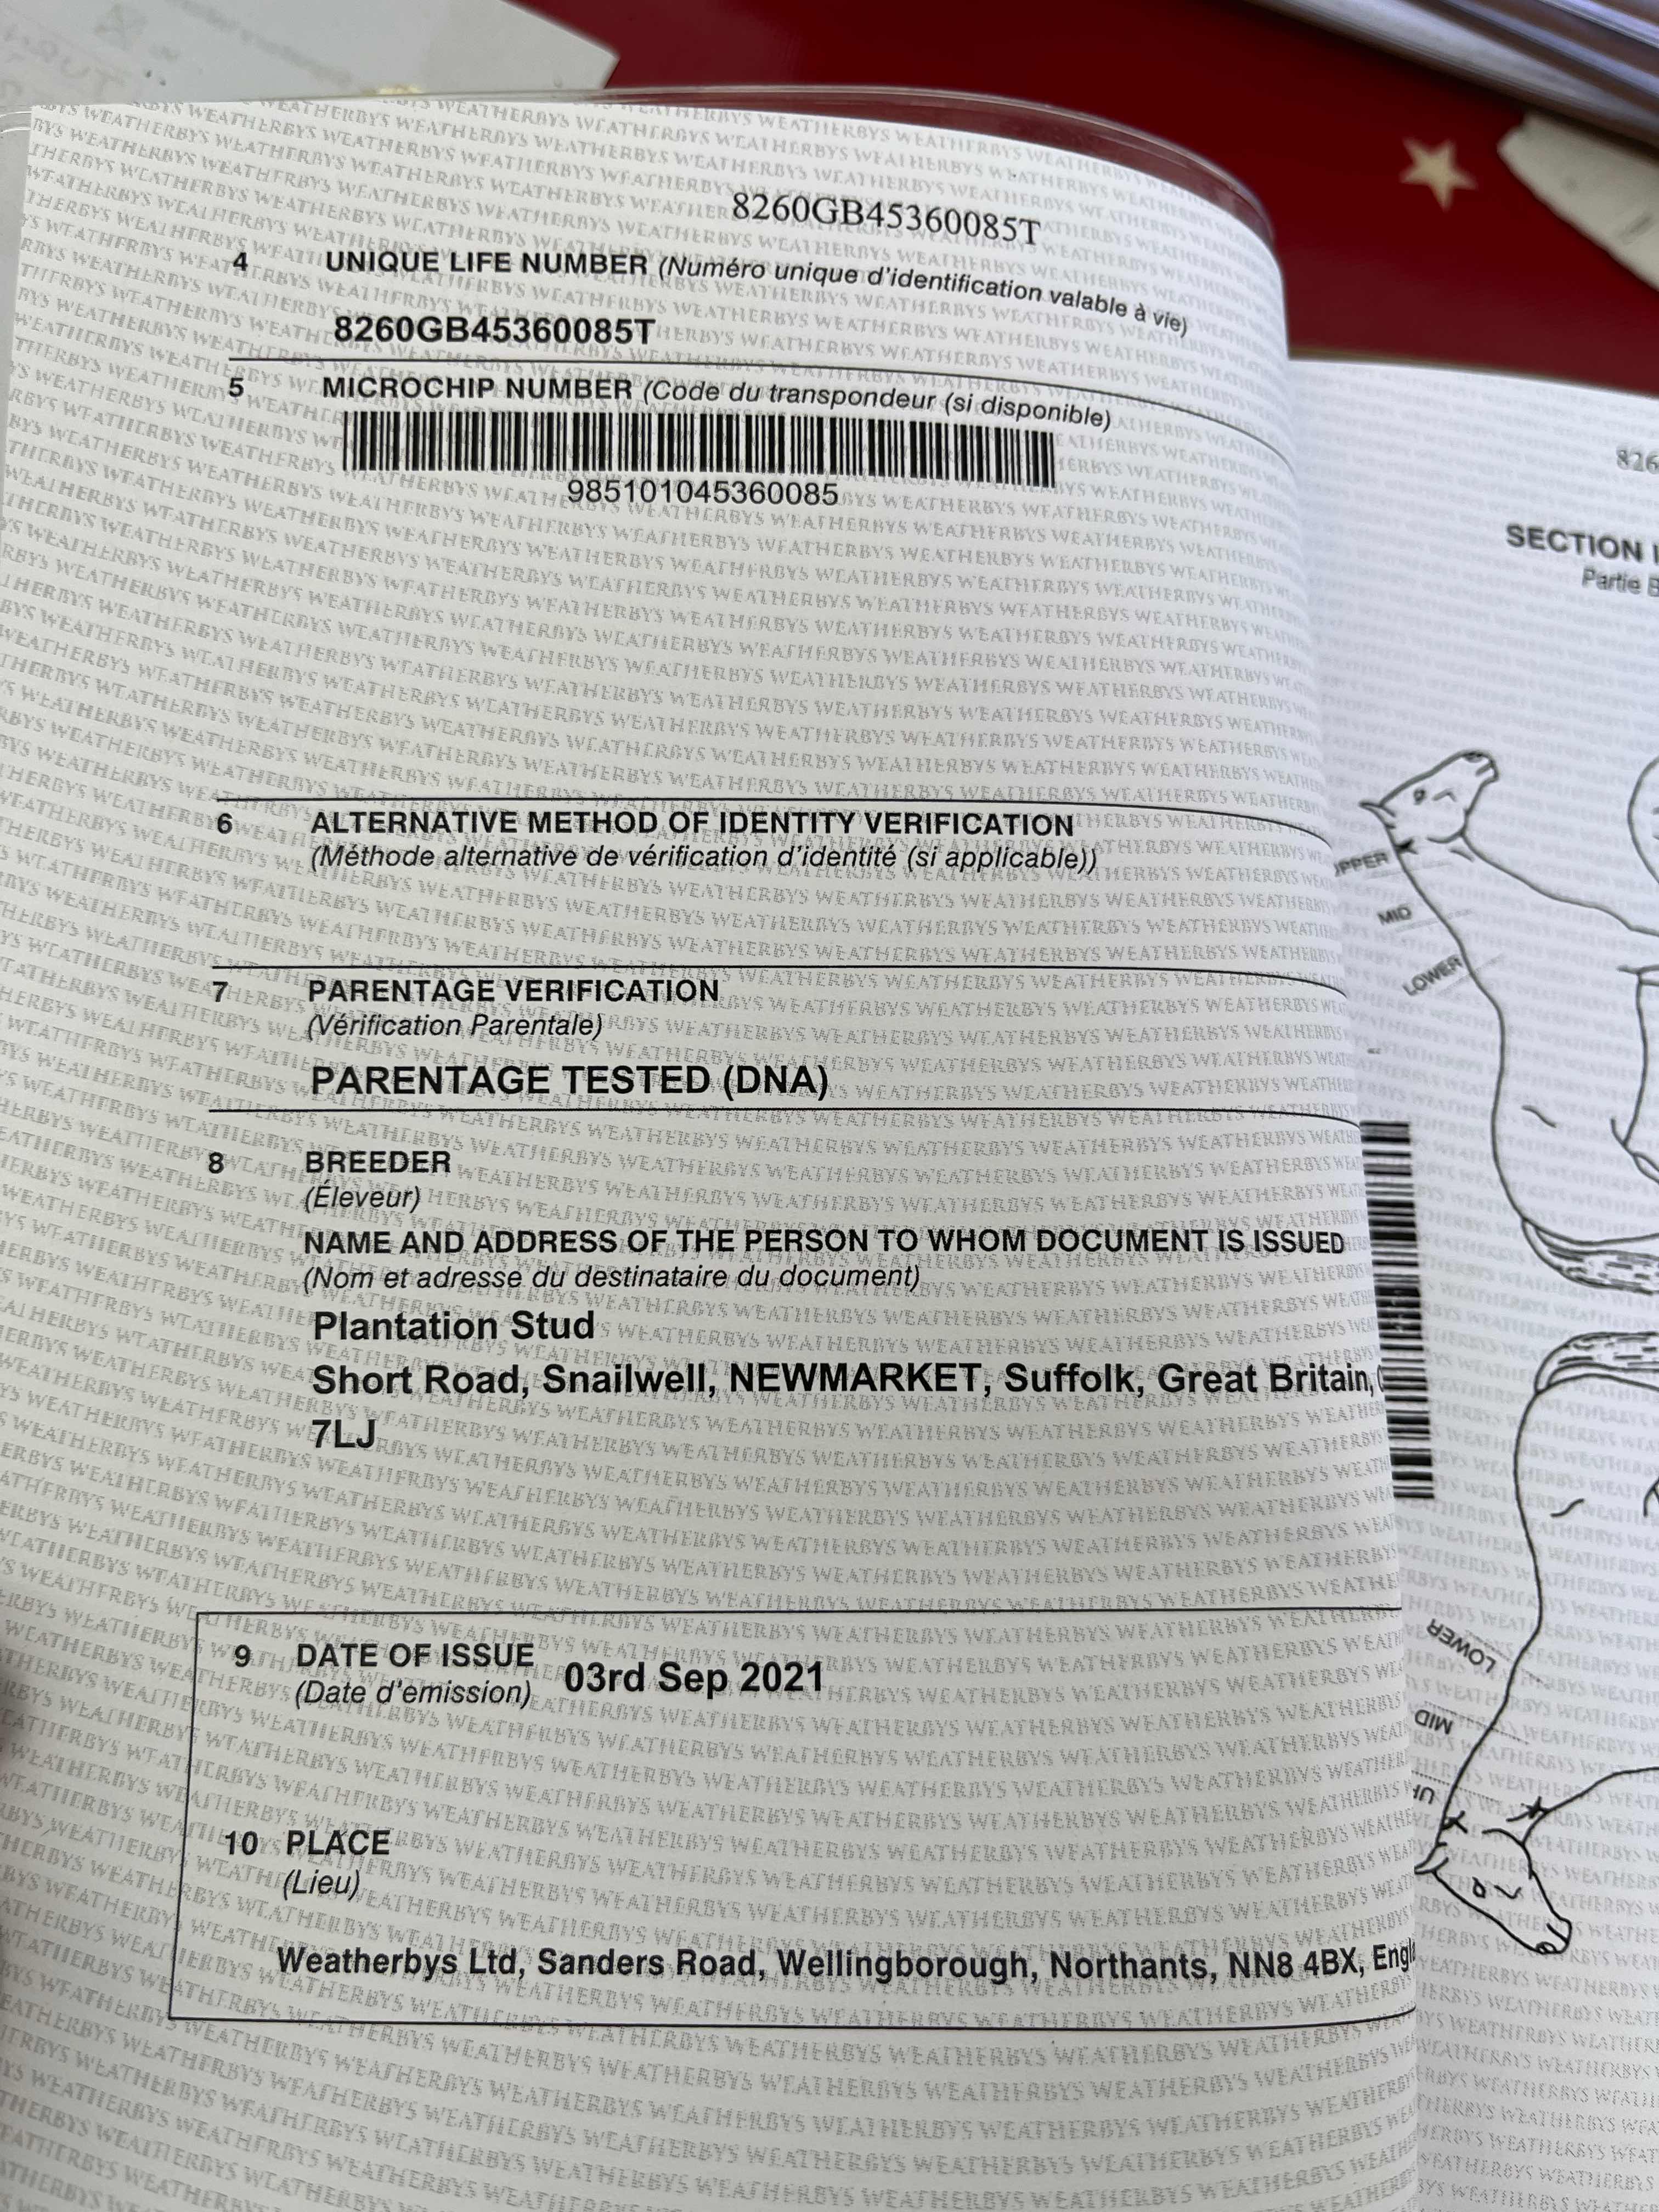 8260GB45360085T
4 UNIQUE LIFE NUMBER (Numéro unique d'identification valable à vie)
8260GB45360085T
5 MICROCHIP NUMBER (Code du transpondeur (si disponible)
985101045360085
6 ALTERNATIVE METHOD OF IDENTITY VERIFICATION
(Méthode alternative de vérification d'identité (si applicable))
7 PARENTAGE VERIFICATION
(Vérification Parentale)
PARENTAGE TESTED (DNA)
8 BREEDER
(Éleveur)
NAME AND ADDRESS OF THE PERSON TO WHOM DOCUMENT IS ISSUED
(Nom et adresse du destinataire du document)
Plantation Stud
Short Road, Snailwell, NEWMARKET, Suffolk, Great Britain,
7LJ
9 DATE OF ISSUE 03rd Sep 2021
(Date d'emission)
10 PLACE
(Lieu)
Weatherbys Ltd, Sanders Road, Wellingborough, Northants, NN8 4BX, Engl
826
SECTION I
Partie B
UPPER
MID
LOWER
LOWER
MID
UP